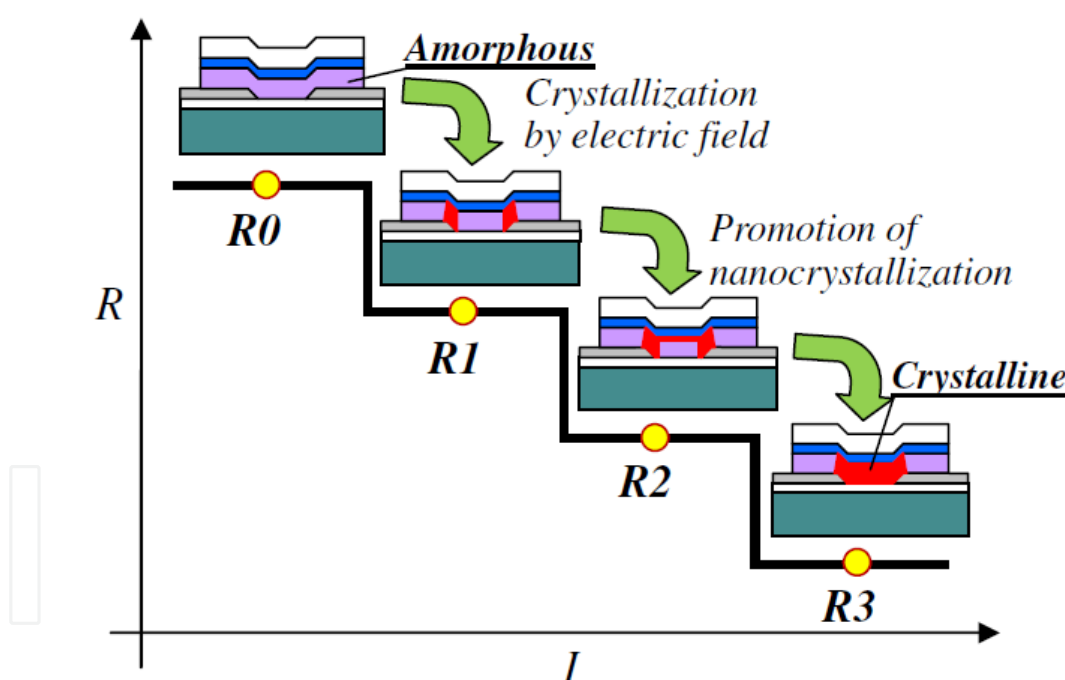 Amorphous
Crystallization
by electric field
R0
Promotion of
nanocrystallization
R
R1
Crystalline
R2
R3
I